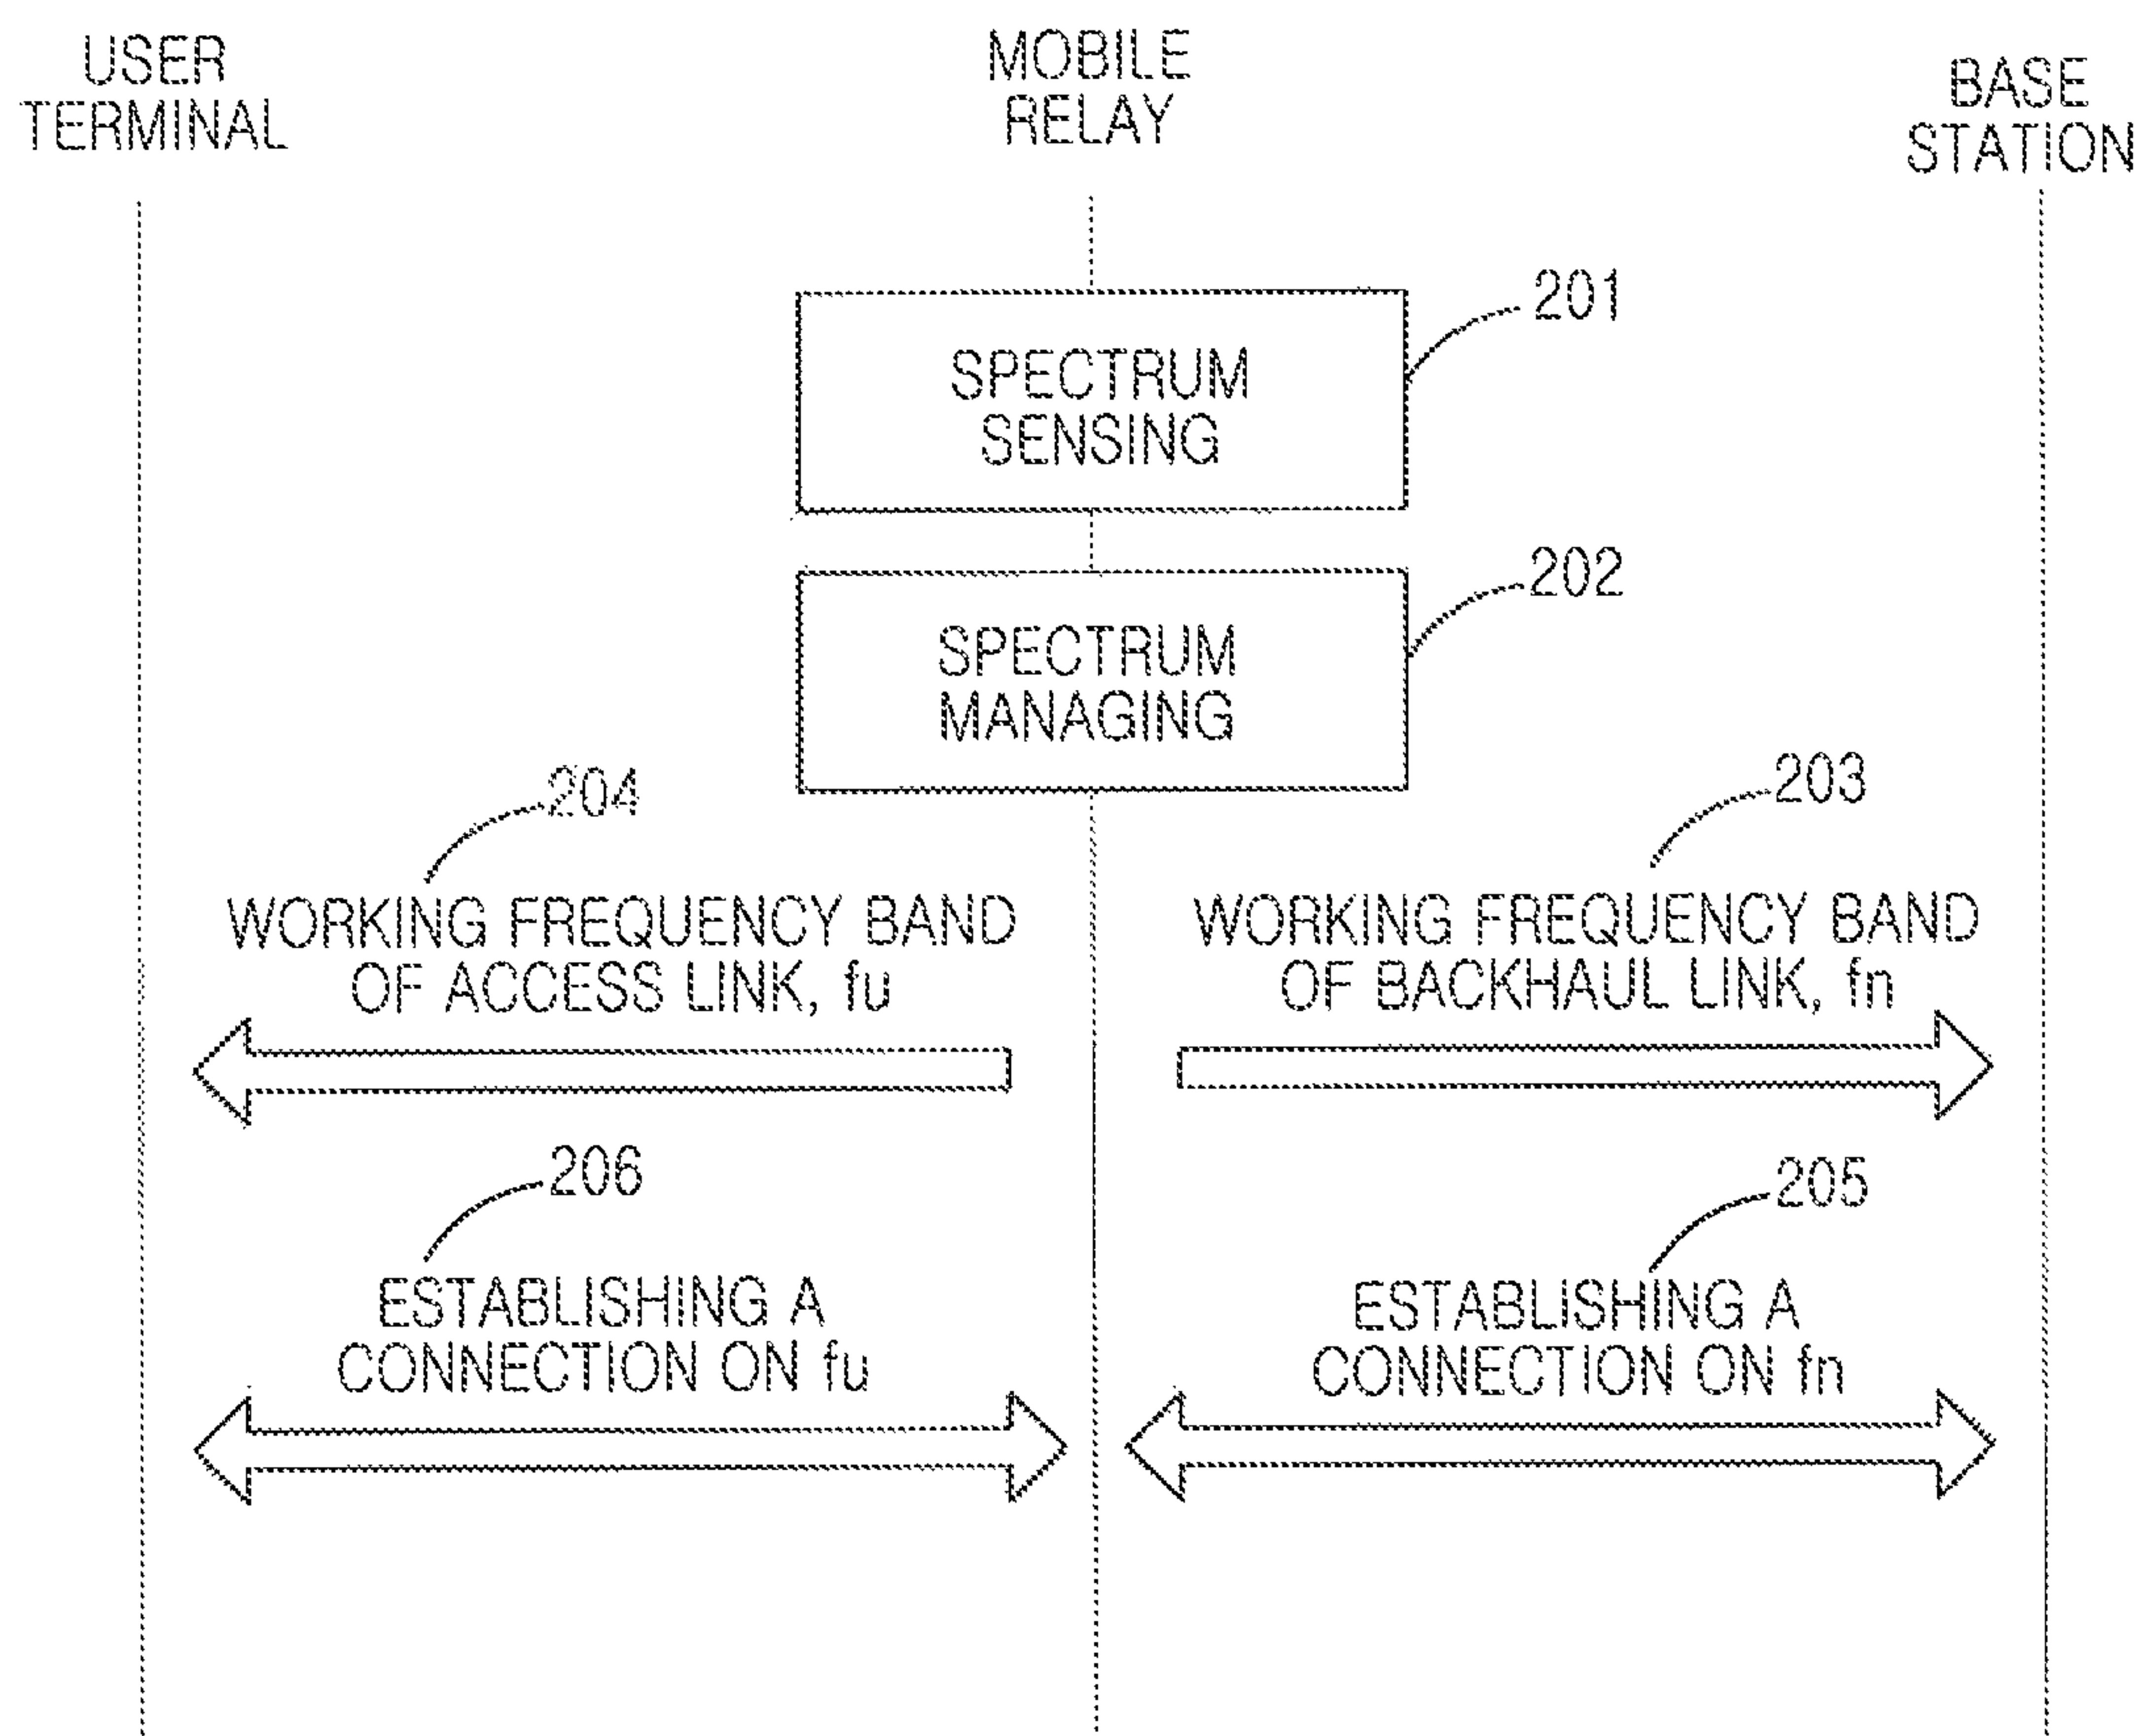 USER
TERMINAL
MOBILE
RELAY
BASE
STATION
201
SPECTRUM
SENSING
202
SPECTRUM
MANAGING
204
WORKING FREQUENCY BAND
OF ACCESS LINK, fu
203
WORKING FREQUENCY BAND
OF BACKHAUL LINK, fn
206
ESTABLISHING A
CONNECTION ON fu
205
ESTABLISHING A
CONNECTION ON fn